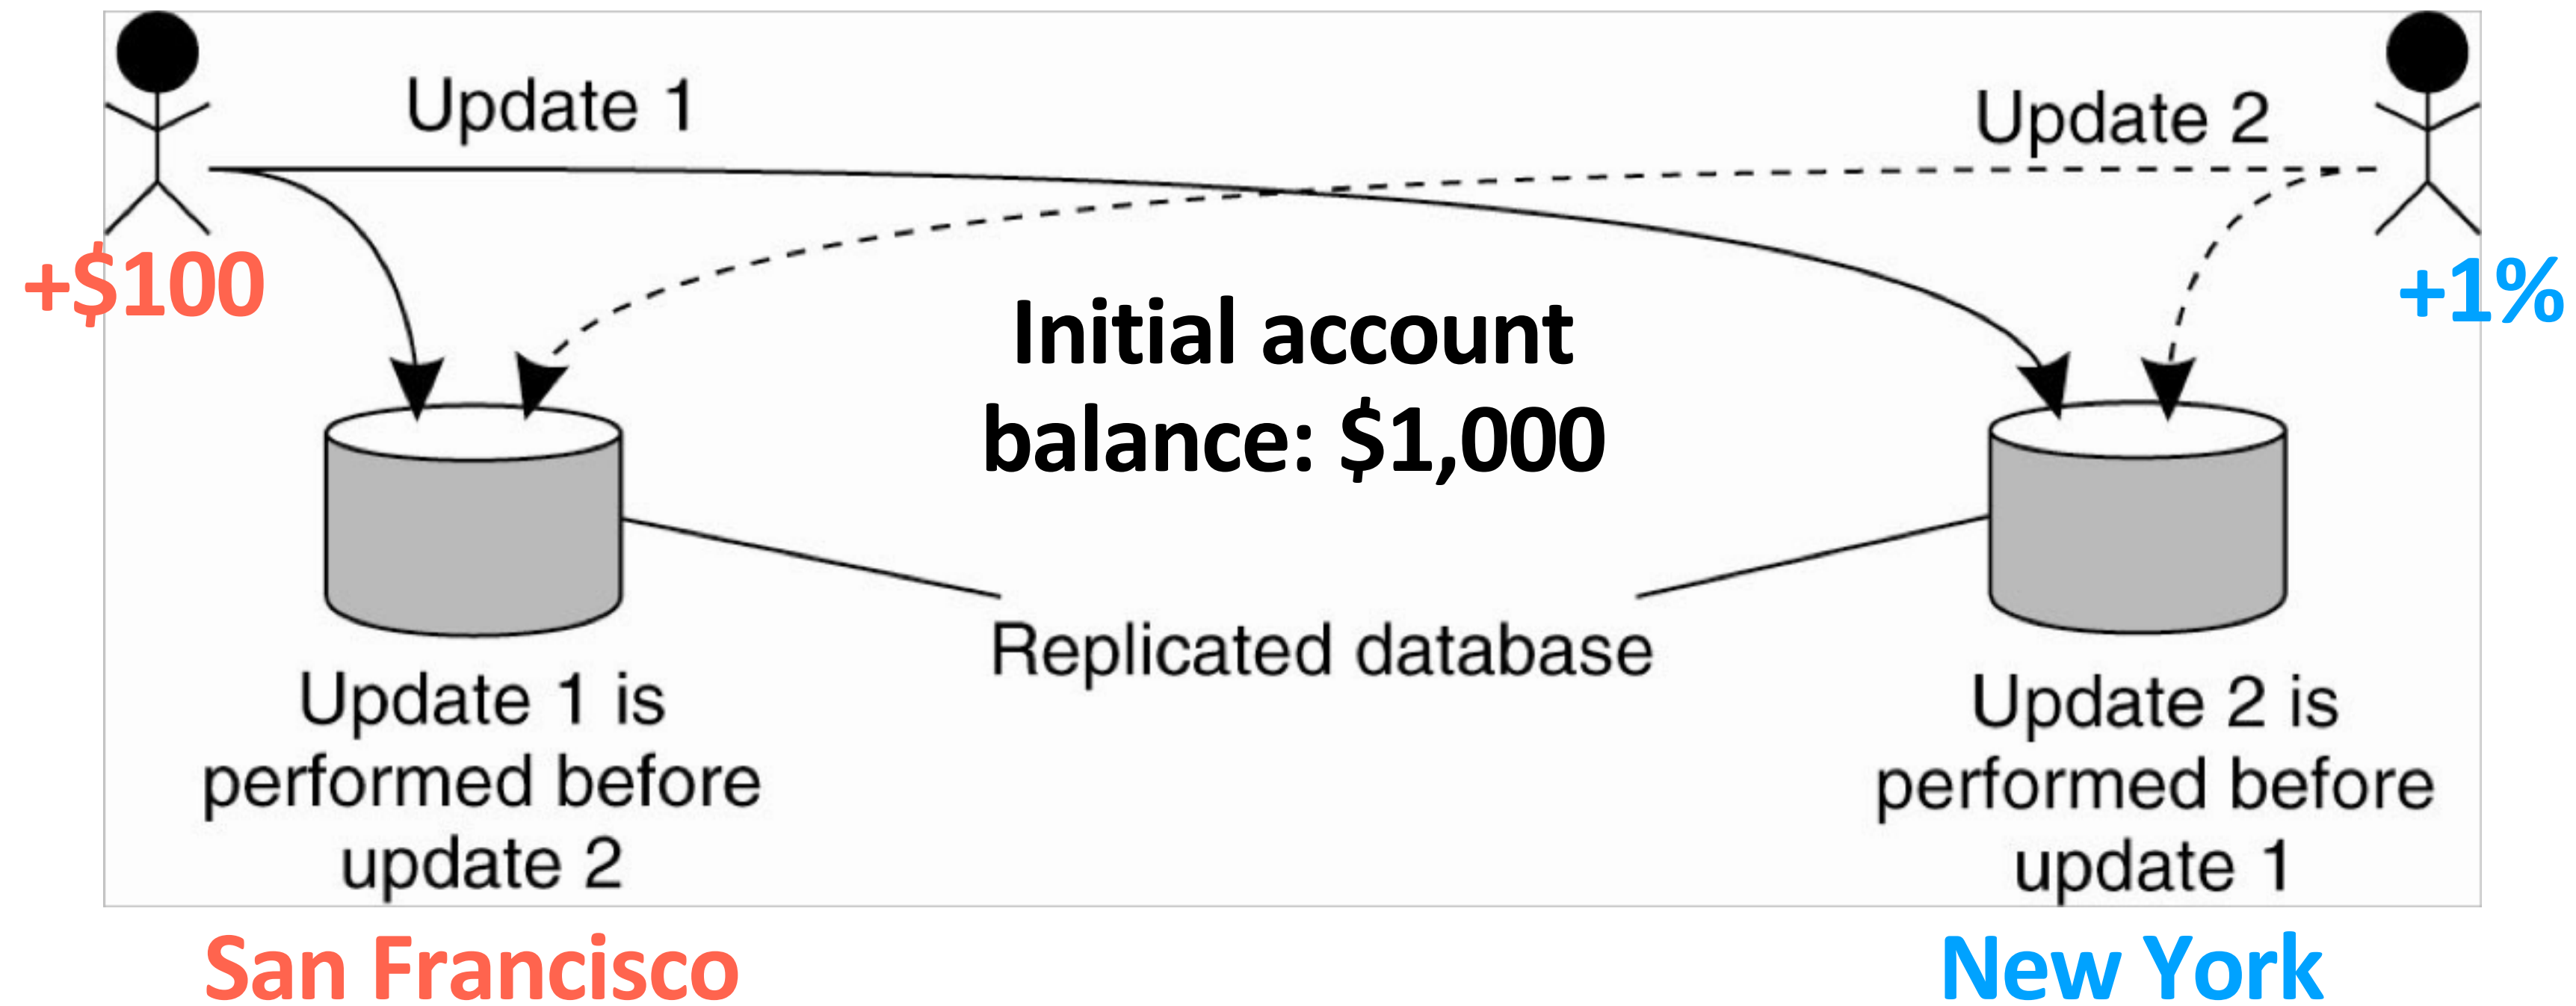 Update 1
Update 2
+$100
+1%
Initial account
balance: $1,000
Replicated database
Update 1 is
performed before
update 2
Update 2 is
performed before
update 1
San Francisco
New York